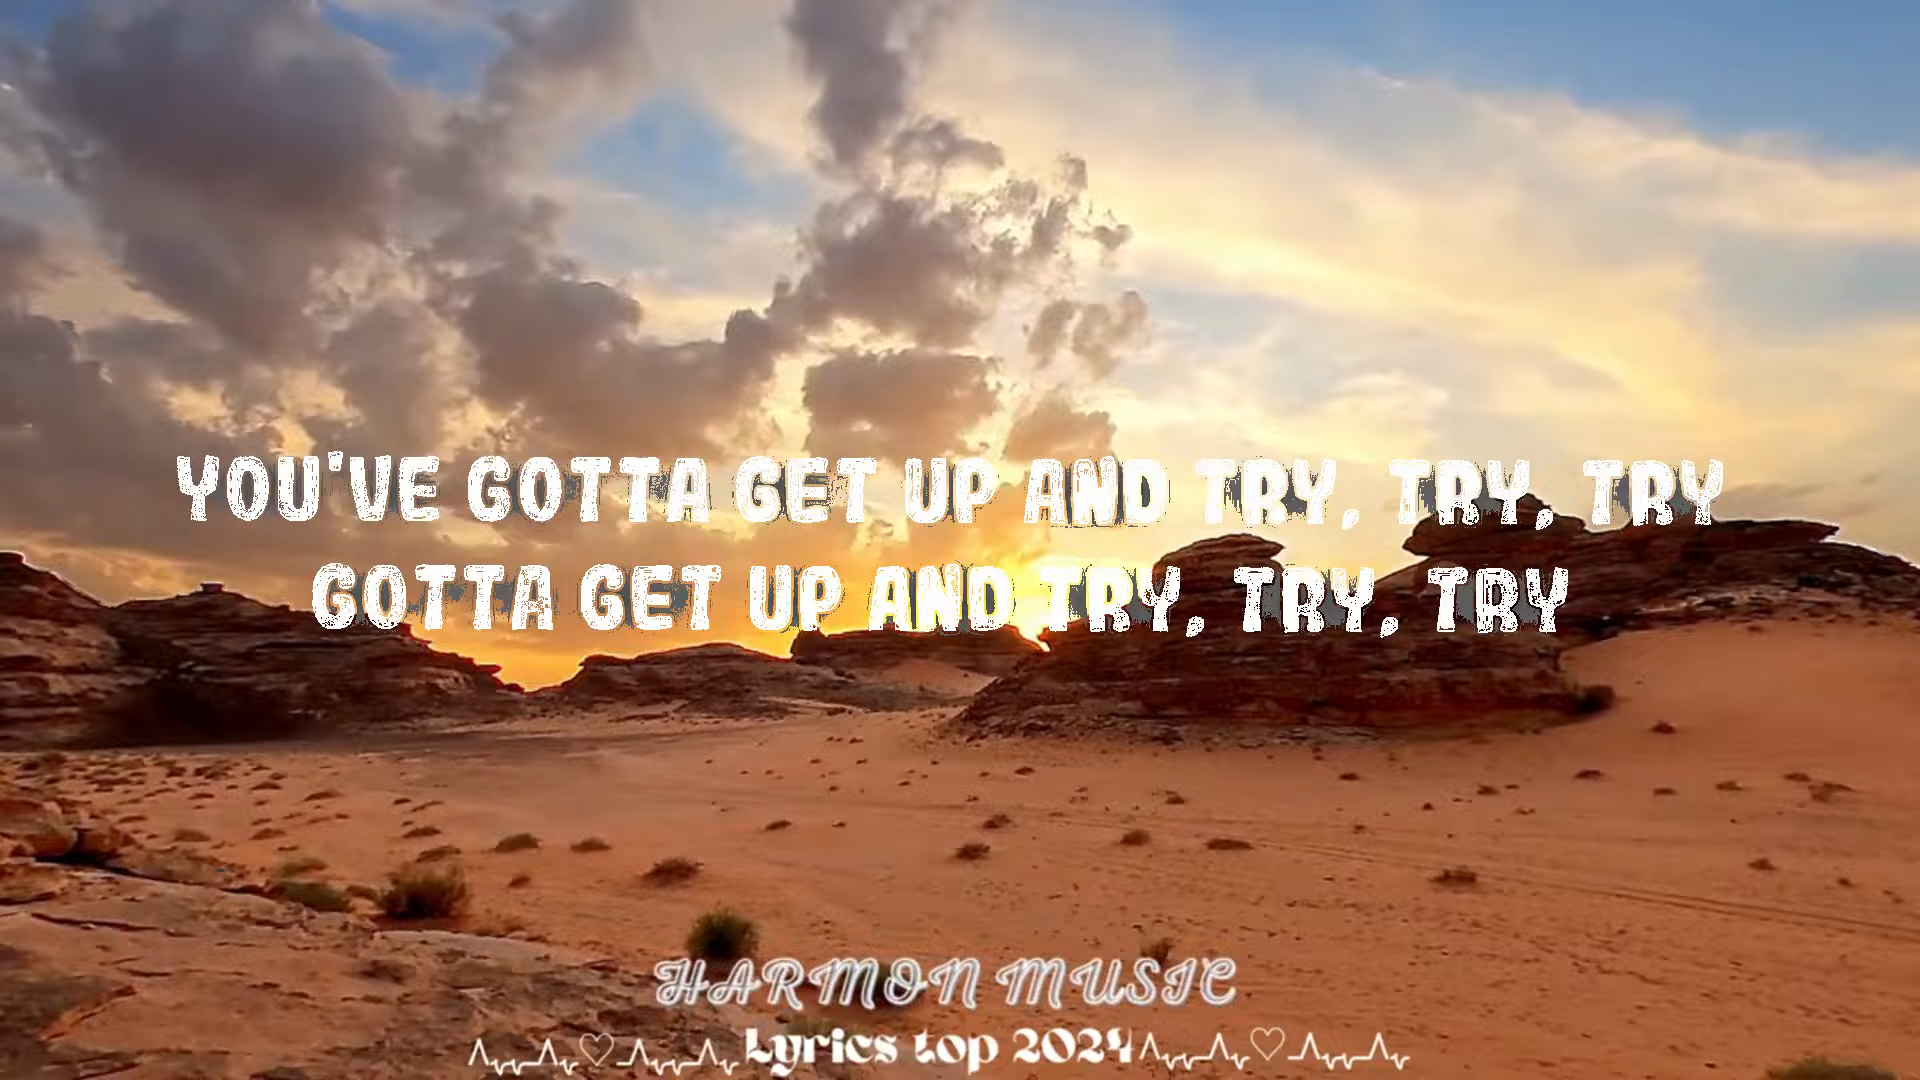 YOU'VE GOTTA GET UP AND TRY, TRY, TRY
GOTTA GET UP AND TRY, TRY, TRY
HARMON MUSIC
Lyrics top 2024